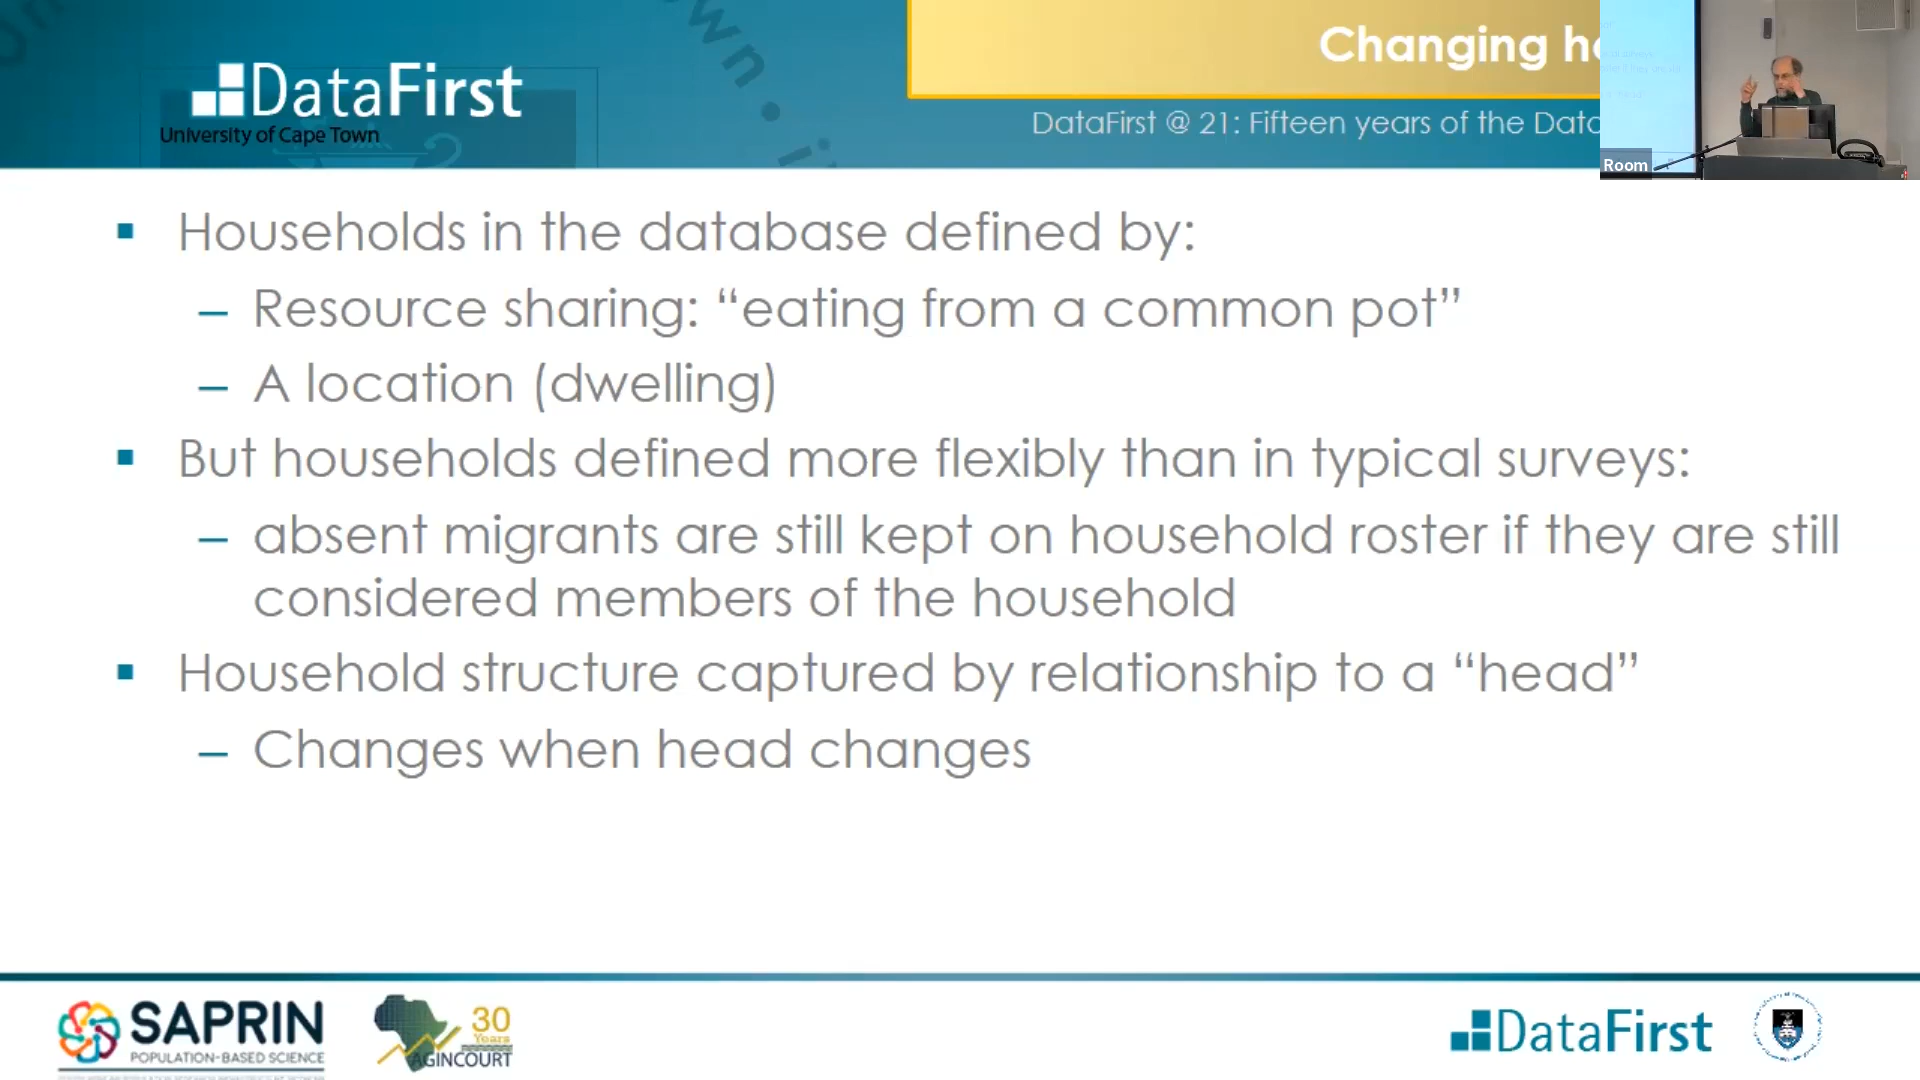 Changing
DataFirst
University of Cape Town
DataFirst @ 21: Fifteen years of the
Room
▪ Households in the database defined by:
– Resource sharing: “eating from a common pot”
– A location (dwelling)
▪ But households defined more flexibly than in typical surveys:
– absent migrants are still kept on household roster if they are still
considered members of the household
▪ Household structure captured by relationship to a “head”
– Changes when head changes
SAPRIN
POPULATION-BASED SCIENCE
30
Years
AGINCOURT
DataFirst